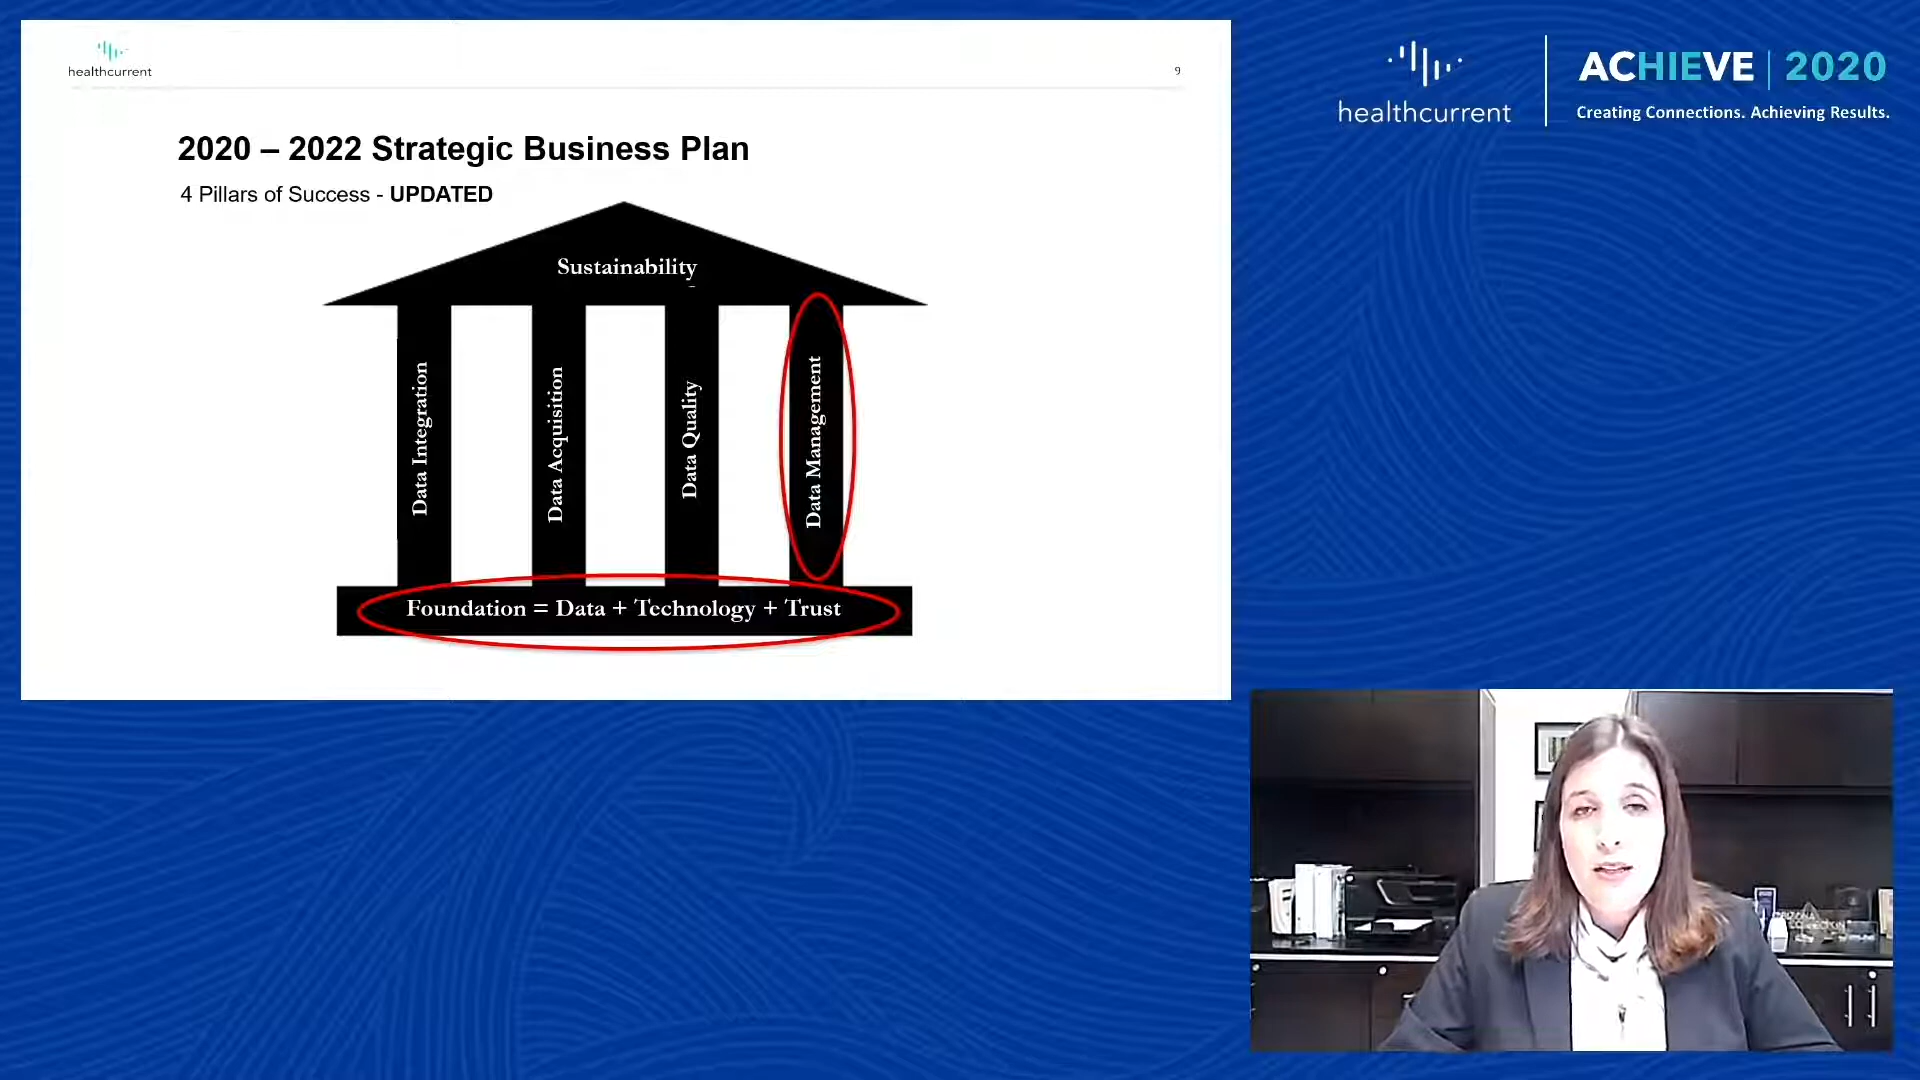 healthcurrent
9
2020 – 2022 Strategic Business Plan
4 Pillars of Success - UPDATED
Sustainability
Data Integration
Data Acquisition
Data Quality
Data Management
Foundation = Data + Technology + Trust
healthcurrent
ACHIEVE | 2020
Creating Connections. Achieving Results.